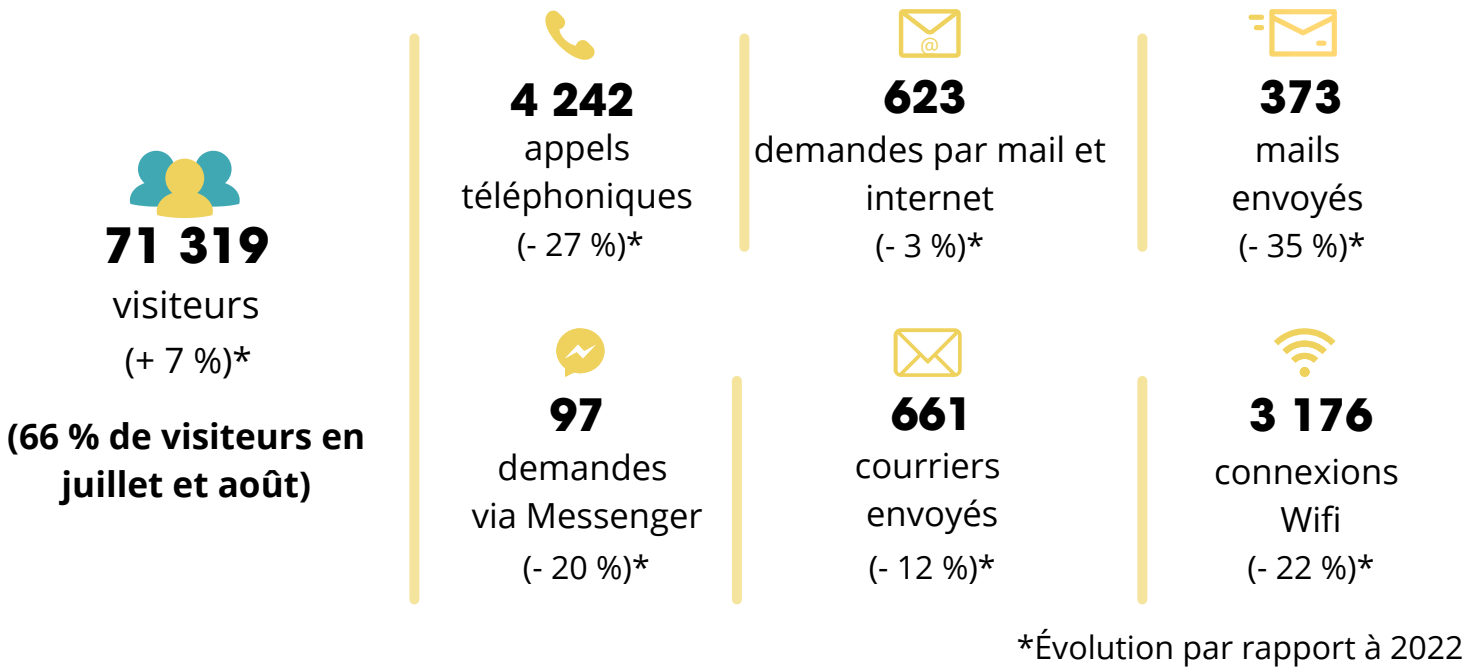 71 319
visiteurs
(+ 7 %)*
(66 % de visiteurs en
juillet et août)
4 242
appels
téléphoniques
(- 27 %)*
@
623
demandes par mail et
internet
(- 3 %)*
373
mails
envoyés
(- 35 %)*
97
demandes
via Messenger
(- 20 %)*
661
courriers
envoyés
(- 12 %)*
3 176
connexions
Wifi
(- 22 %)*
*Évolution par rapport à 2022